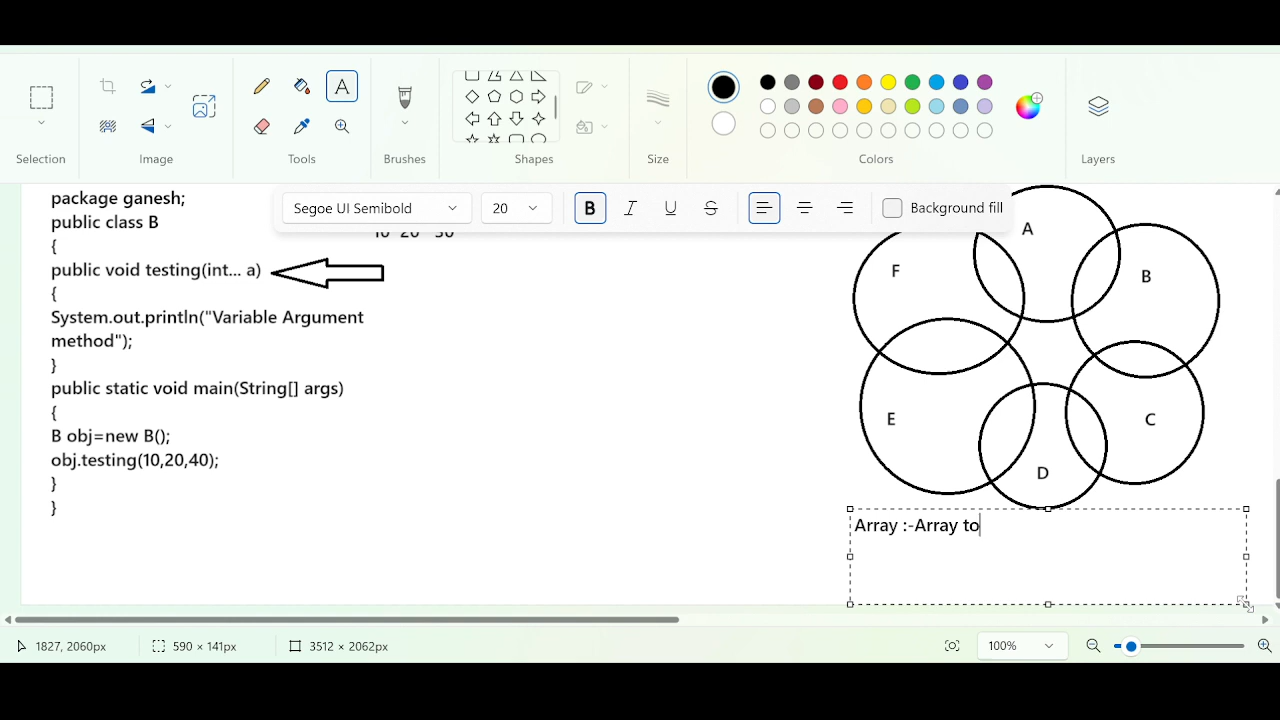 Selection
Image
Tools
Brushes
Shapes
Size
Colors
Layers
Segoe UI Semibold
20
B
I
U
S
Background fill
package ganesh;
public class B
{
public void testing(int... a)
{
System.out.println("Variable Argument
method");
}
public static void main(String[] args)
{
B obj=new B();
obj.testing(10,20,40);
}
}
10 20
A
B
C
D
E
F
Array :-Array to
1827, 2060px
590 × 141px
3512 × 2062px
100%